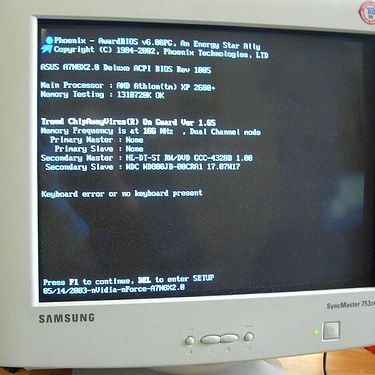 Phoenix - AwardBIOS v6.00PG, An Energy Star Ally
Copyright (C) 1984-2002, Phoenix Technologies, LTD
ASUS A7N8X2.0 Deluxe ACPI BIOS Rev 1005
Main Processor : AMD Athlon(tm) XP 2600+
Memory Testing : 1310720K OK
Trend ChipAwayVirus(R) On Guard Ver 1.65
Memory Frequency is at 166 MHz , Dual Channel mode
Primary Master : None
Primary Slave : None
Secondary Master : HL-DT-ST RW/DVD GCC-4320B 1.00
Secondary Slave : WDC WD800JB-00CRA1 17.07W17
Keyboard error or no keyboard present
Press F1 to continue, DEL to enter SETUP
05/14/2003-nVidia-nForce-A7N8X2.0
SAMSUNG
SyncMaster